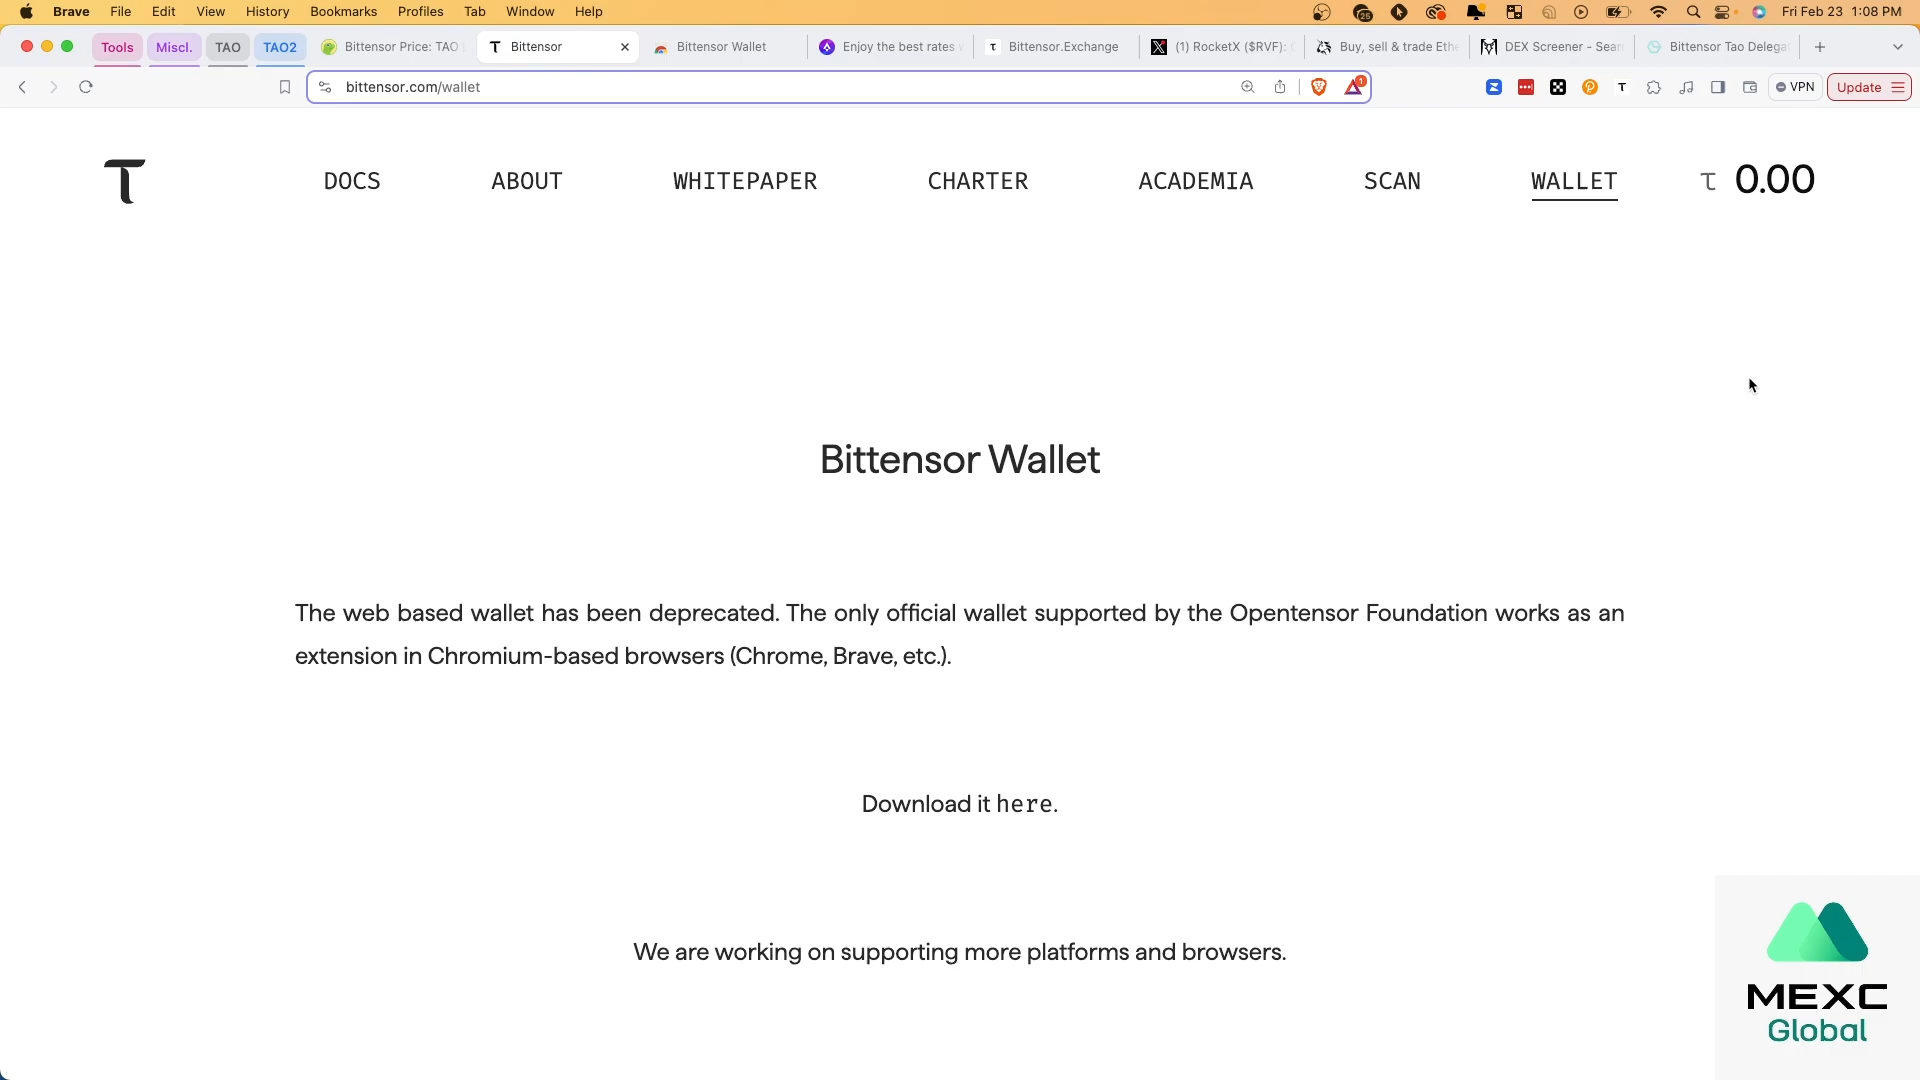 Brave File Edit View History Bookmarks Profiles Tab Window Help 25 Fri Feb 23 1:08 PM
Tools Miscl. TAO TAO2 Bittensor Price: TAO Bittensor Bittensor Wallet Enjoy the best rates Bittensor.Exchange (1) RocketX ($RVF): Buy, sell & trade Ethe DEX Screener - Sear Bittensor Tao Delega
bittensor.com/wallet 1 VPN Update
DOCS ABOUT WHITEPAPER CHARTER ACADEMIA SCAN WALLET τ 0.00
Bittensor Wallet
The web based wallet has been deprecated. The only official wallet supported by the Opentensor Foundation works as an
extension in Chromium-based browsers (Chrome, Brave, etc.).
Download it here.
We are working on supporting more platforms and browsers.
MEXC
Global